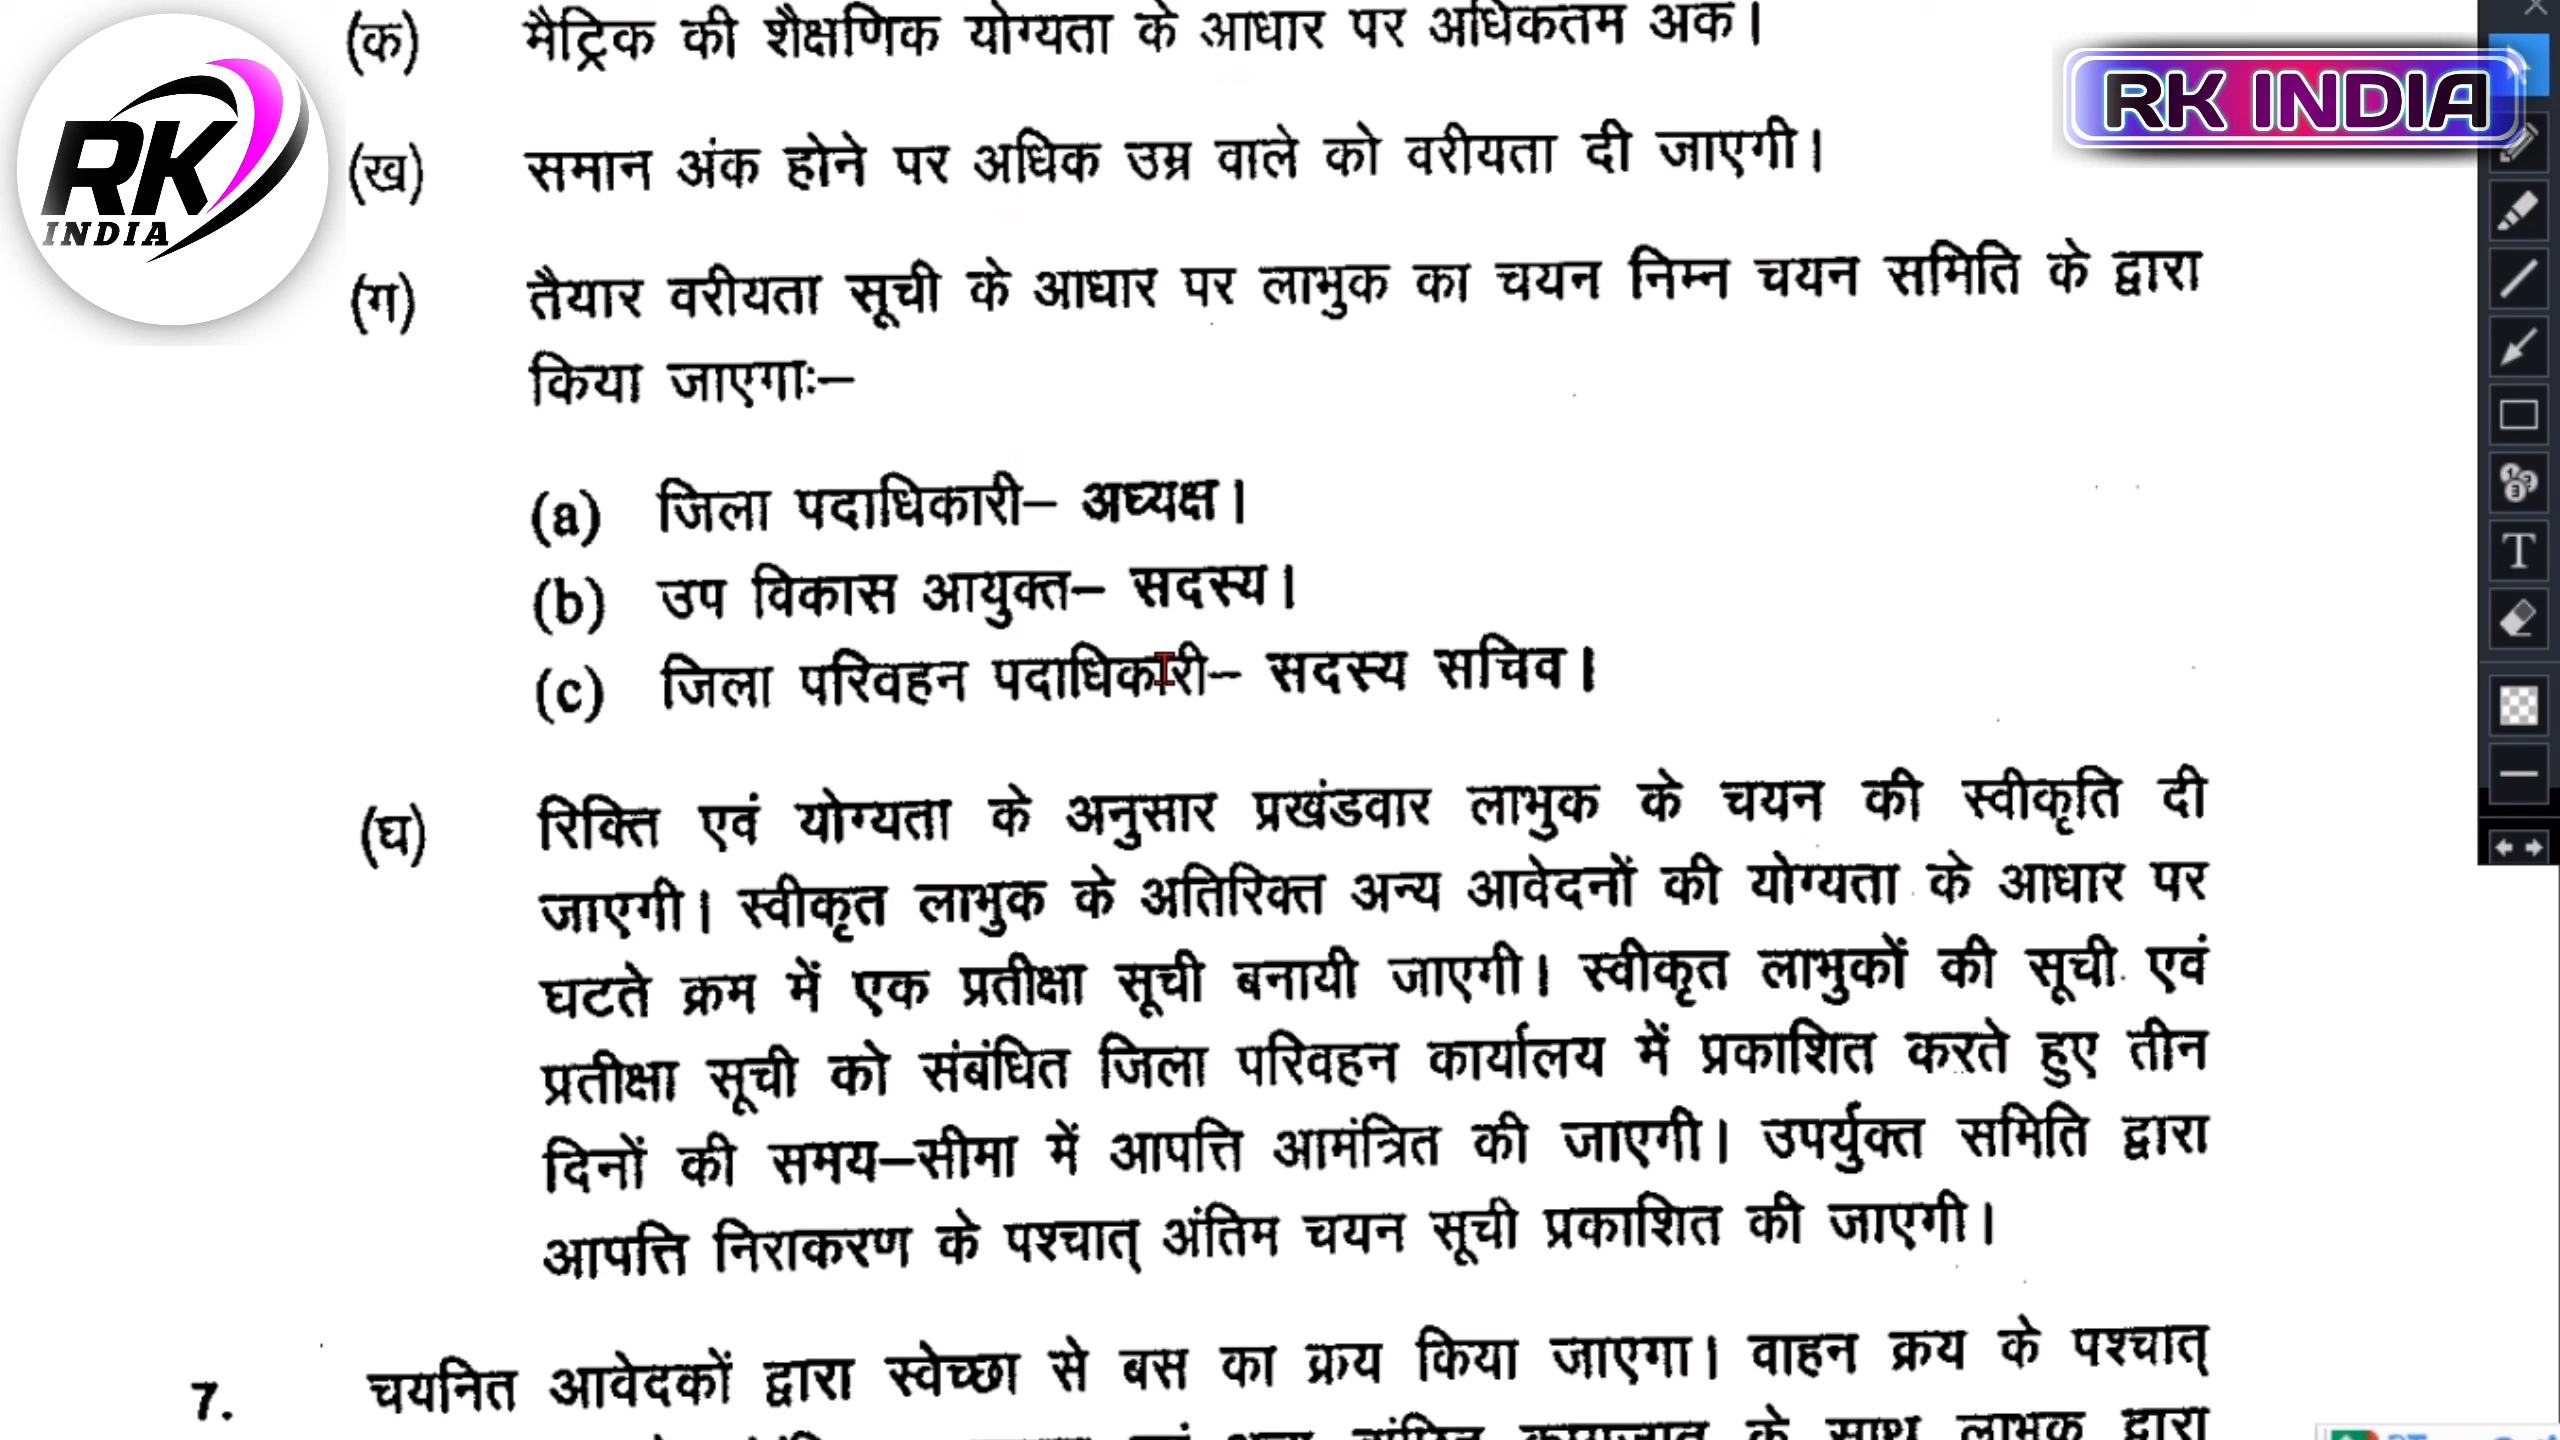 (क) मैट्रिक की शैक्षणिक योग्यता के आधार पर अधिकतम अंक।
RK INDIA
RK INDIA
(ख) समान अंक होने पर अधिक उम्र वाले को वरीयता दी जाएगी।
(ग) तैयार वरीयता सूची के आधार पर लाभुक का चयन निम्न चयन समिति के द्वारा
किया जाएगाः–
(a) जिला पदाधिकारी– अध्यक्ष।
(b) उप विकास आयुक्त– सदस्य।
(c) जिला परिवहन पदाधिकारी– सदस्य सचिव।
(घ) रिक्ति एवं योग्यता के अनुसार प्रखंडवार लाभुक के चयन की स्वीकृति दी
जाएगी। स्वीकृत लाभुक के अतिरिक्त अन्य आवेदनों की योग्यता के आधार पर
घटते क्रम में एक प्रतीक्षा सूची बनायी जाएगी। स्वीकृत लाभुकों की सूची एवं
प्रतीक्षा सूची को संबंधित जिला परिवहन कार्यालय में प्रकाशित करते हुए तीन
दिनों की समय–सीमा में आपत्ति आमंत्रित की जाएगी। उपर्युक्त समिति द्वारा
आपत्ति निराकरण के पश्चात् अंतिम चयन सूची प्रकाशित की जाएगी।
7. चयनित आवेदकों द्वारा स्वेच्छा से बस का क्रय किया जाएगा। वाहन क्रय के पश्चात्
के साथ लाभुक द्वारा